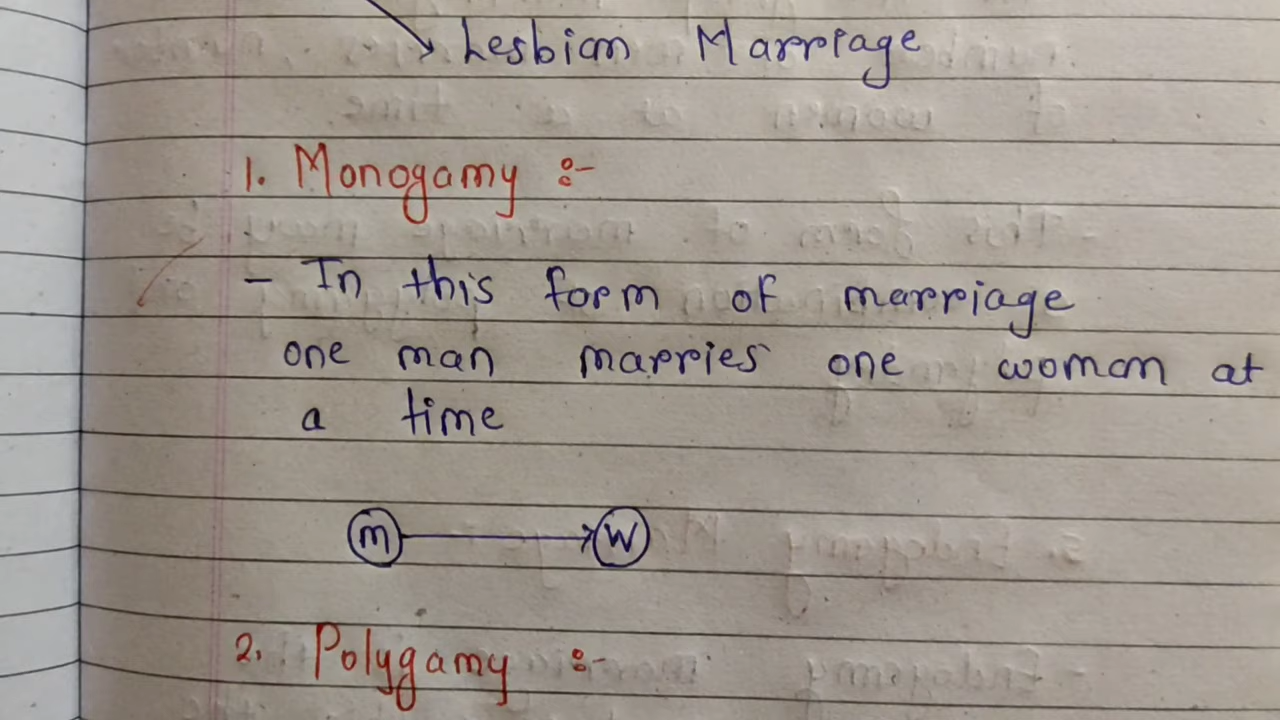 Lesbian Marriage
1. Monogamy :-
- In this form of marriage
one man marries one woman at
a time
m → W
2. Polygamy :-